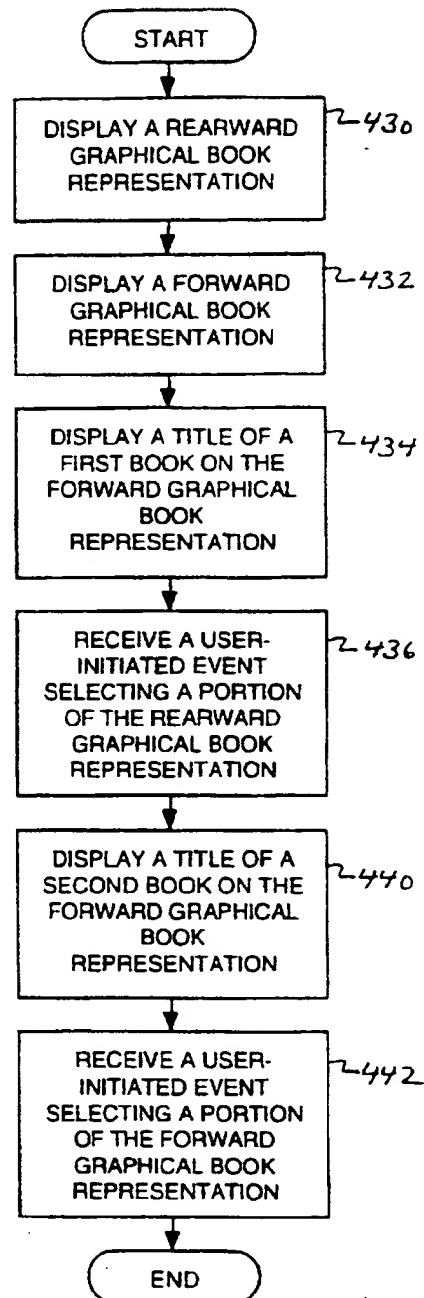 START
DISPLAY A REARWARD
GRAPHICAL BOOK
REPRESENTATION
430
DISPLAY A FORWARD
GRAPHICAL BOOK
REPRESENTATION
432
DISPLAY A TITLE OF A
FIRST BOOK ON THE
FORWARD GRAPHICAL
BOOK
REPRESENTATION
434
RECEIVE A USER-
INITIATED EVENT
SELECTING A PORTION
OF THE REARWARD
GRAPHICAL BOOK
REPRESENTATION
436
DISPLAY A TITLE OF A
SECOND BOOK ON THE
FORWARD GRAPHICAL
BOOK
REPRESENTATION
440
RECEIVE A USER-
INITIATED EVENT
SELECTING A PORTION
OF THE FORWARD
GRAPHICAL BOOK
REPRESENTATION
442
END